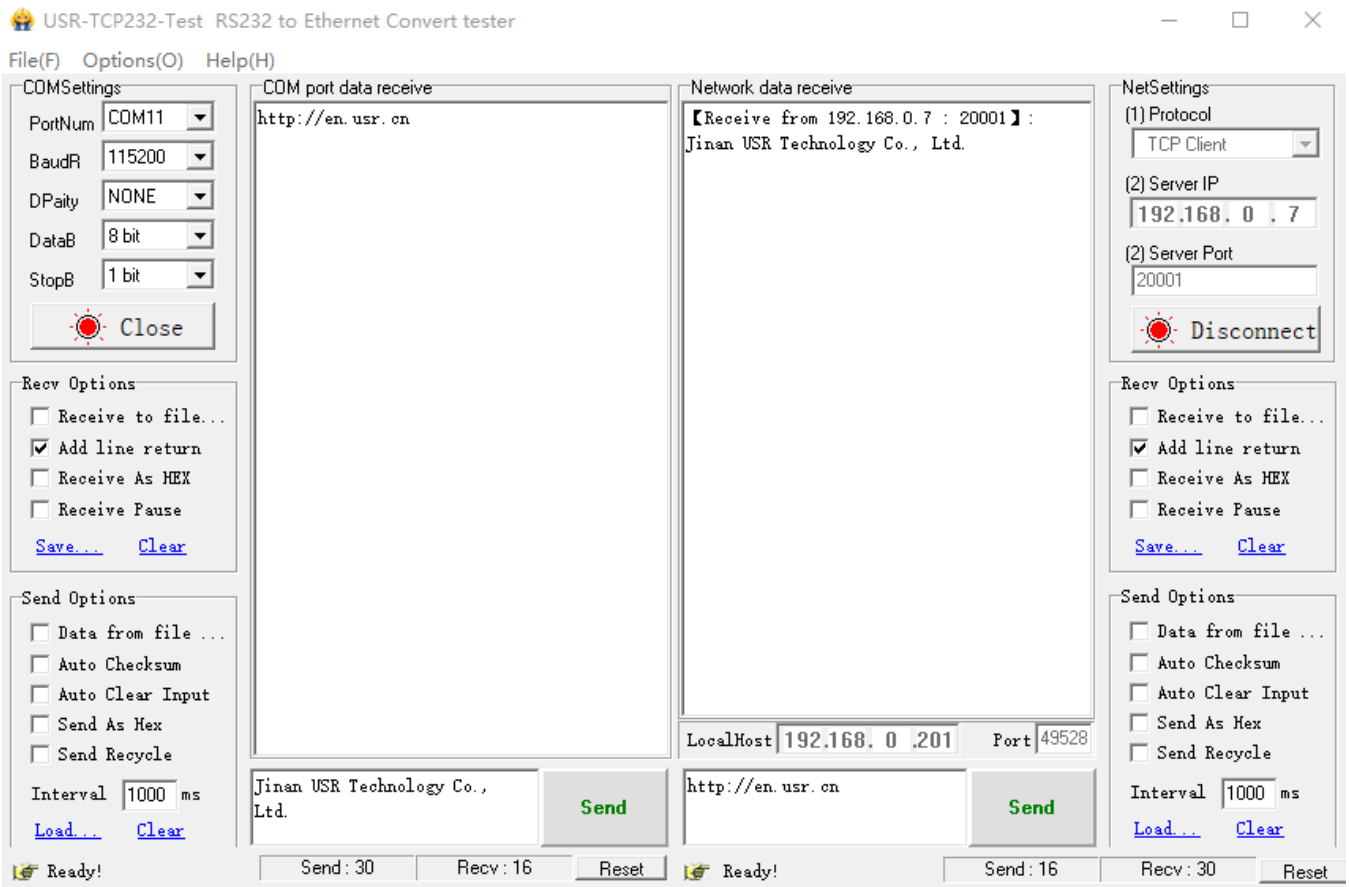 USR-TCP232-Test RS232 to Ethernet Convert tester
File(F) Options(O) Help(H)
COMSettings
PortNum COM11
BaudR 115200
DPaity NONE
DataB 8 bit
StopB 1 bit
Close
Recv Options
Receive to file...
Add line return
Receive As HEX
Receive Pause
Save... Clear
Send Options
Data from file ...
Auto Checksum
Auto Clear Input
Send As Hex
Send Recycle
Interval 1000 ms
Load... Clear
COM port data receive
http://en.usr.cn
Jinan USR Technology Co.,
Ltd.
Send
Network data receive
【Receive from 192.168.0.7 : 20001】:
Jinan USR Technology Co., Ltd.
LocalHost 192.168. 0 .201 Port 49528
http://en.usr.cn
Send
NetSettings
(1) Protocol
TCP Client
(2) Server IP
192.168. 0 . 7
(2) Server Port
20001
Disconnect
Recv Options
Receive to file...
Add line return
Receive As HEX
Receive Pause
Save... Clear
Send Options
Data from file ...
Auto Checksum
Auto Clear Input
Send As Hex
Send Recycle
Interval 1000 ms
Load... Clear
Ready! Send : 30 Recv : 16 Reset Ready! Send : 16 Recv : 30 Reset